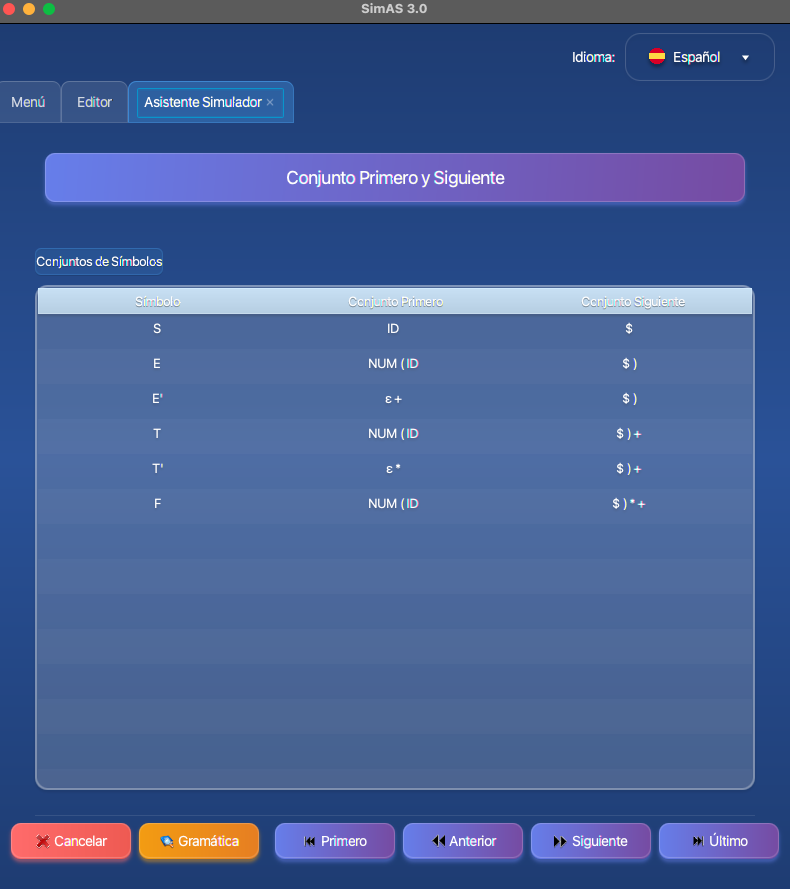 SimAS 3.0
Idioma: Español
Menú Editor Asistente Simulador ×
Conjunto Primero y Siguiente
Conjuntos de Símbolos
Símbolo Conjunto Primero Conjunto Siguiente
S ID $
E NUM ( ID $ )
E' ε + $ )
T NUM ( ID $ ) +
T' ε * $ ) +
F NUM ( ID $ ) * +
Cancelar Gramática Primero Anterior Siguiente Último